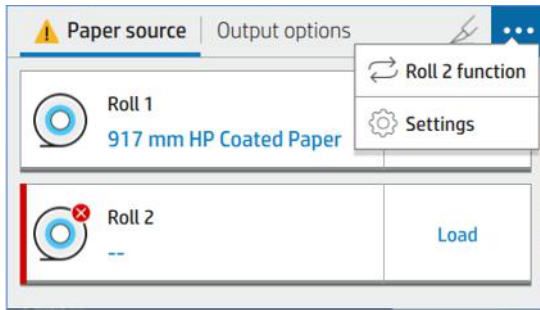 Paper source
Output options
Roll 2 function
Settings
Roll 1
917 mm HP Coated Paper
Roll 2
--
Load